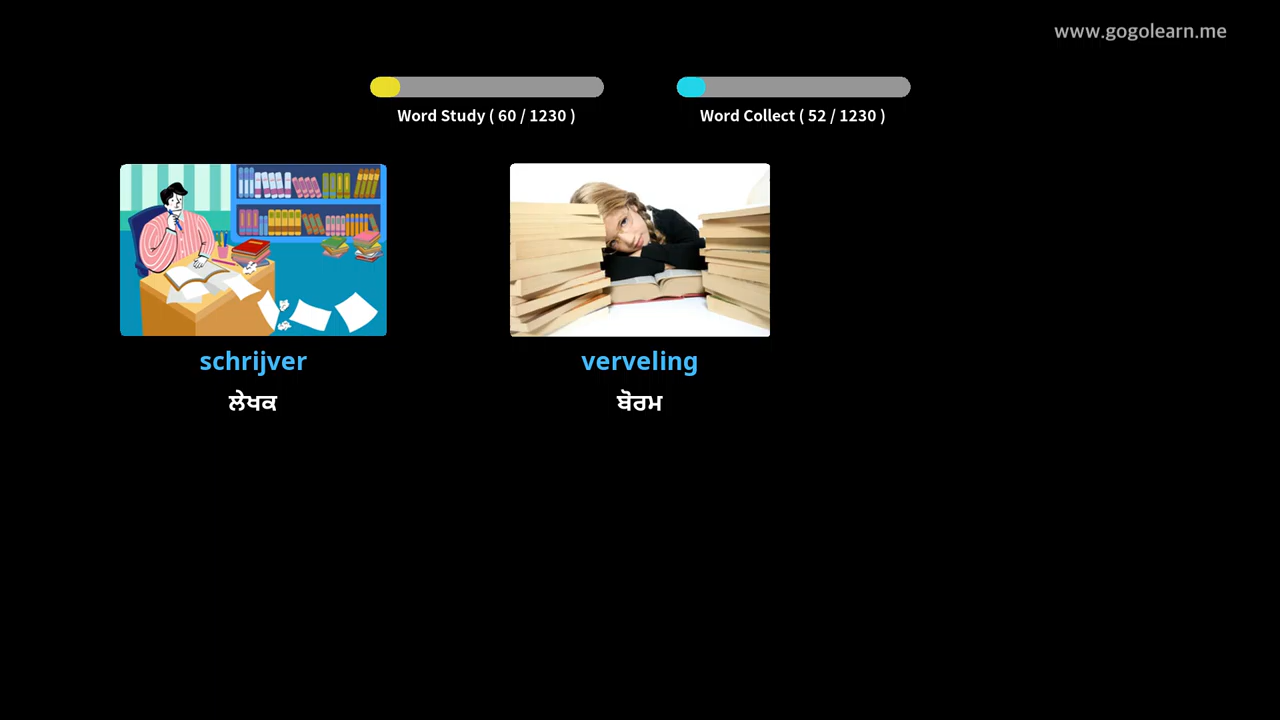 www.gogolearn.me
Word Study ( 60 / 1230 )
Word Collect ( 52 / 1230 )
schrijver
verveling
ਲੇਖਕ
ਬੋਰਮ